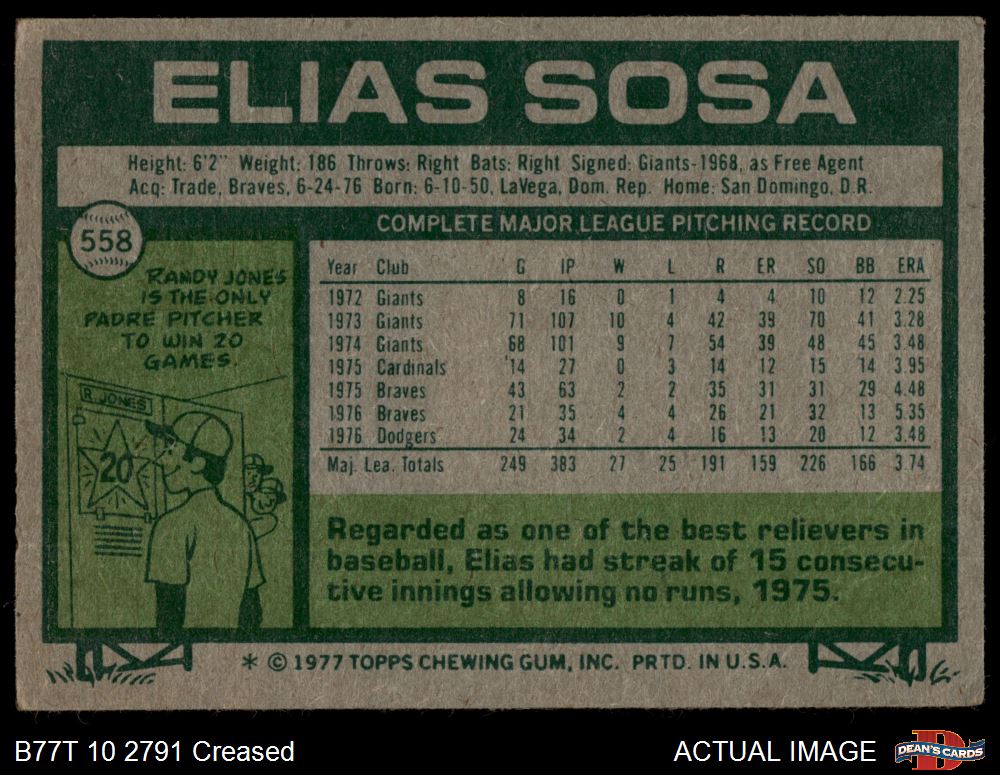 ELIAS SOSA
Height: 6'2" Weight: 186 Throws: Right Bats: Right Signed: Giants-1968, as Free Agent
Acq: Trade, Braves, 6-24-76 Born: 6-10-50, LaVega, Dom. Rep. Home: San Domingo, D.R.
558
RANDY JONES
IS THE ONLY
PADRE PITCHER
TO WIN 20
GAMES.
R. JONES
20
COMPLETE MAJOR LEAGUE PITCHING RECORD
Year Club G IP W L R ER SO BB ERA
1972 Giants 8 16 0 1 4 4 10 12 2.25
1973 Giants 71 107 10 4 42 39 70 41 3.28
1974 Giants 68 101 9 7 54 39 48 45 3.48
1975 Cardinals 14 27 0 3 14 12 15 14 3.95
1975 Braves 43 63 2 2 35 31 31 29 4.48
1976 Braves 21 35 4 4 26 21 32 13 5.35
1976 Dodgers 24 34 2 4 16 13 20 12 3.48
Maj. Lea. Totals 249 383 27 25 191 159 226 166 3.74
Regarded as one of the best relievers in
baseball, Elias had streak of 15 consecu-
tive innings allowing no runs, 1975.
* © 1977 TOPPS CHEWING GUM, INC. PRTD. IN U.S.A.
B77T 10 2791 Creased
ACTUAL IMAGE
DEAN'S CARDS